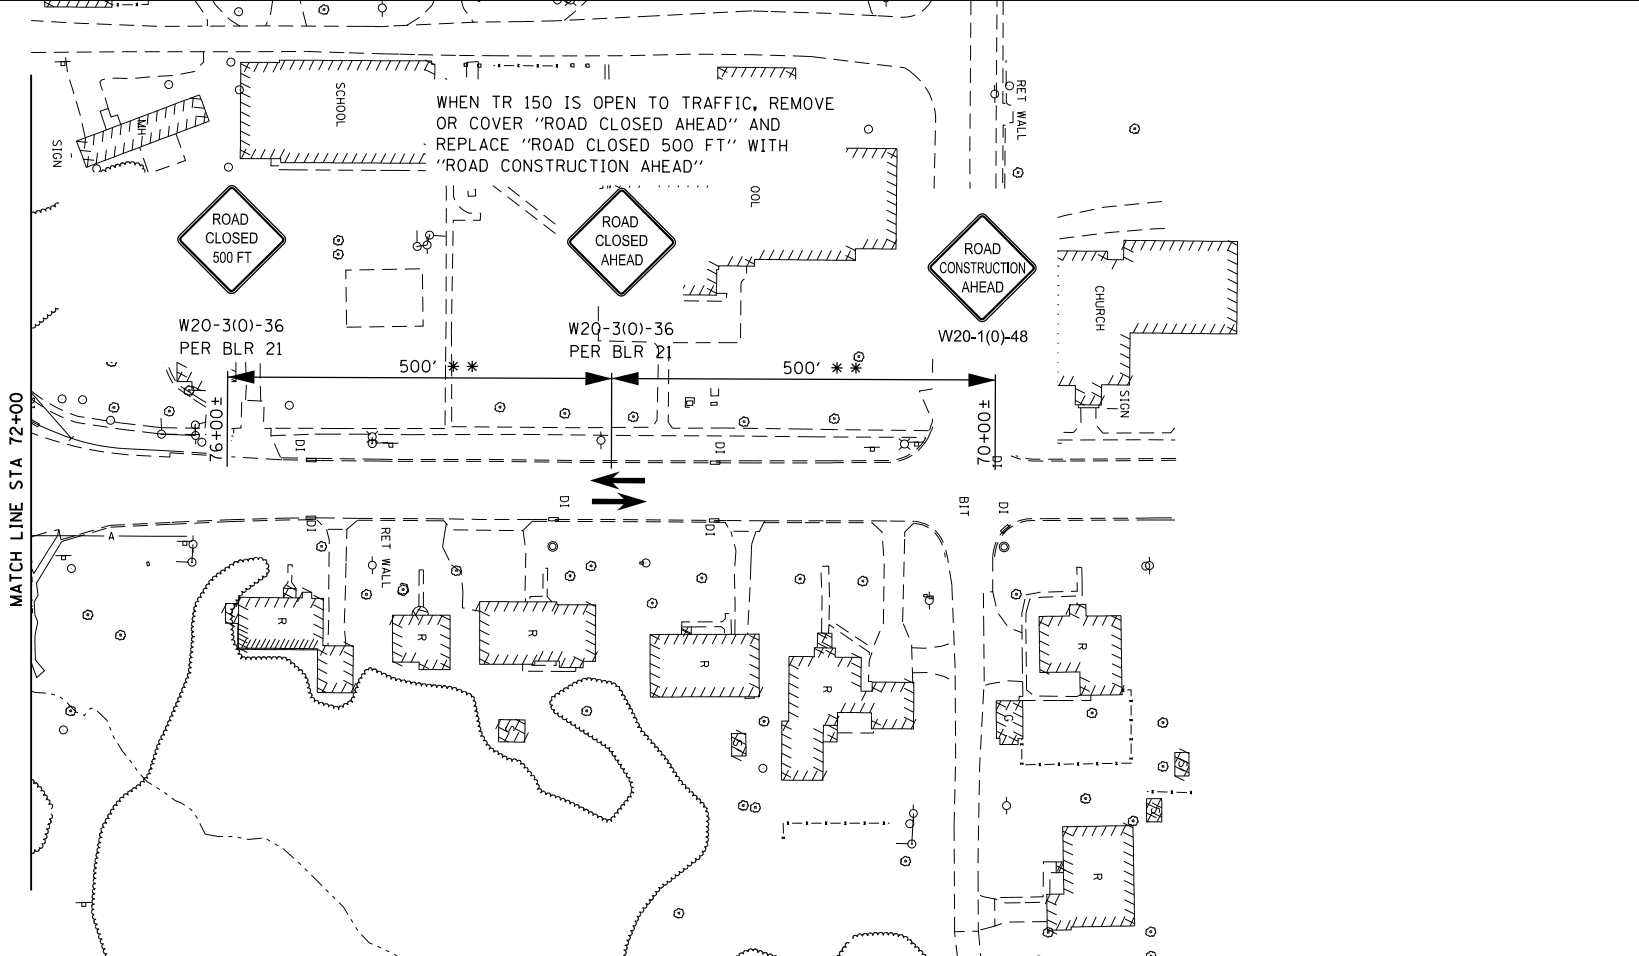 WHEN TR 150 IS OPEN TO TRAFFIC, REMOVE
OR COVER "ROAD CLOSED AHEAD" AND
REPLACE "ROAD CLOSED 500 FT" WITH
"ROAD CONSTRUCTION AHEAD"
SCHOOL
MH
SIGN
RET WALL
OOL
ROAD
CLOSED
500 FT
ROAD
CLOSED
AHEAD
ROAD
CONSTRUCTION
AHEAD
CHURCH
W20-3(O)-36
PER BLR 21
W20-3(O)-36
PER BLR 21
W20-1(0)-48
500' * *
500' * *
SIGN
76+00 ±
70+00 ±
MATCH LINE STA 72+00
DI
DI
DI
DI
DI
DI
DI
BIT
A
RET WALL
R
R
R
R
R
R
G
S
S
S
R